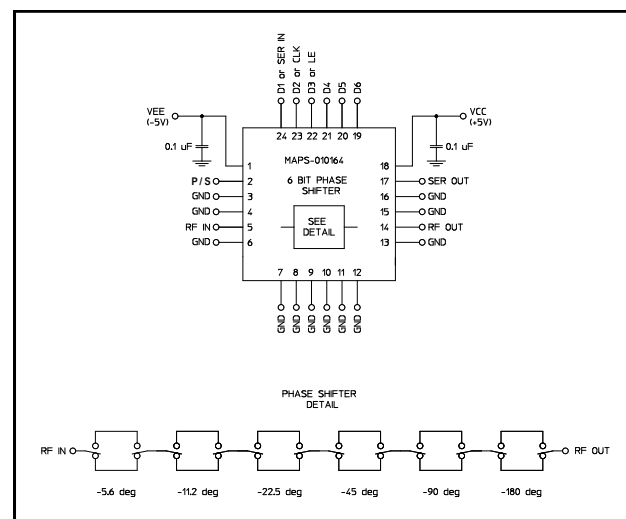 D1 or SER IN
D2 or CLK
D3 or LE
D4
D5
D6
VEE
(-5V)
VCC
(+5V)
24 23 22 21 20 19
0.1 uF
0.1 uF
MAPS-010164
1
18
P/S
2
6 BIT PHASE
SHIFTER
17
SER OUT
GND
3
16
GND
GND
4
SEE
DETAIL
15
GND
RF IN
5
14
RF OUT
GND
6
13
GND
7 8 9 10 11 12
GND
GND
GND
GND
GND
GND
PHASE SHIFTER
DETAIL
RF IN
RF OUT
-5.6 deg
-11.2 deg
-22.5 deg
-45 deg
-90 deg
-180 deg